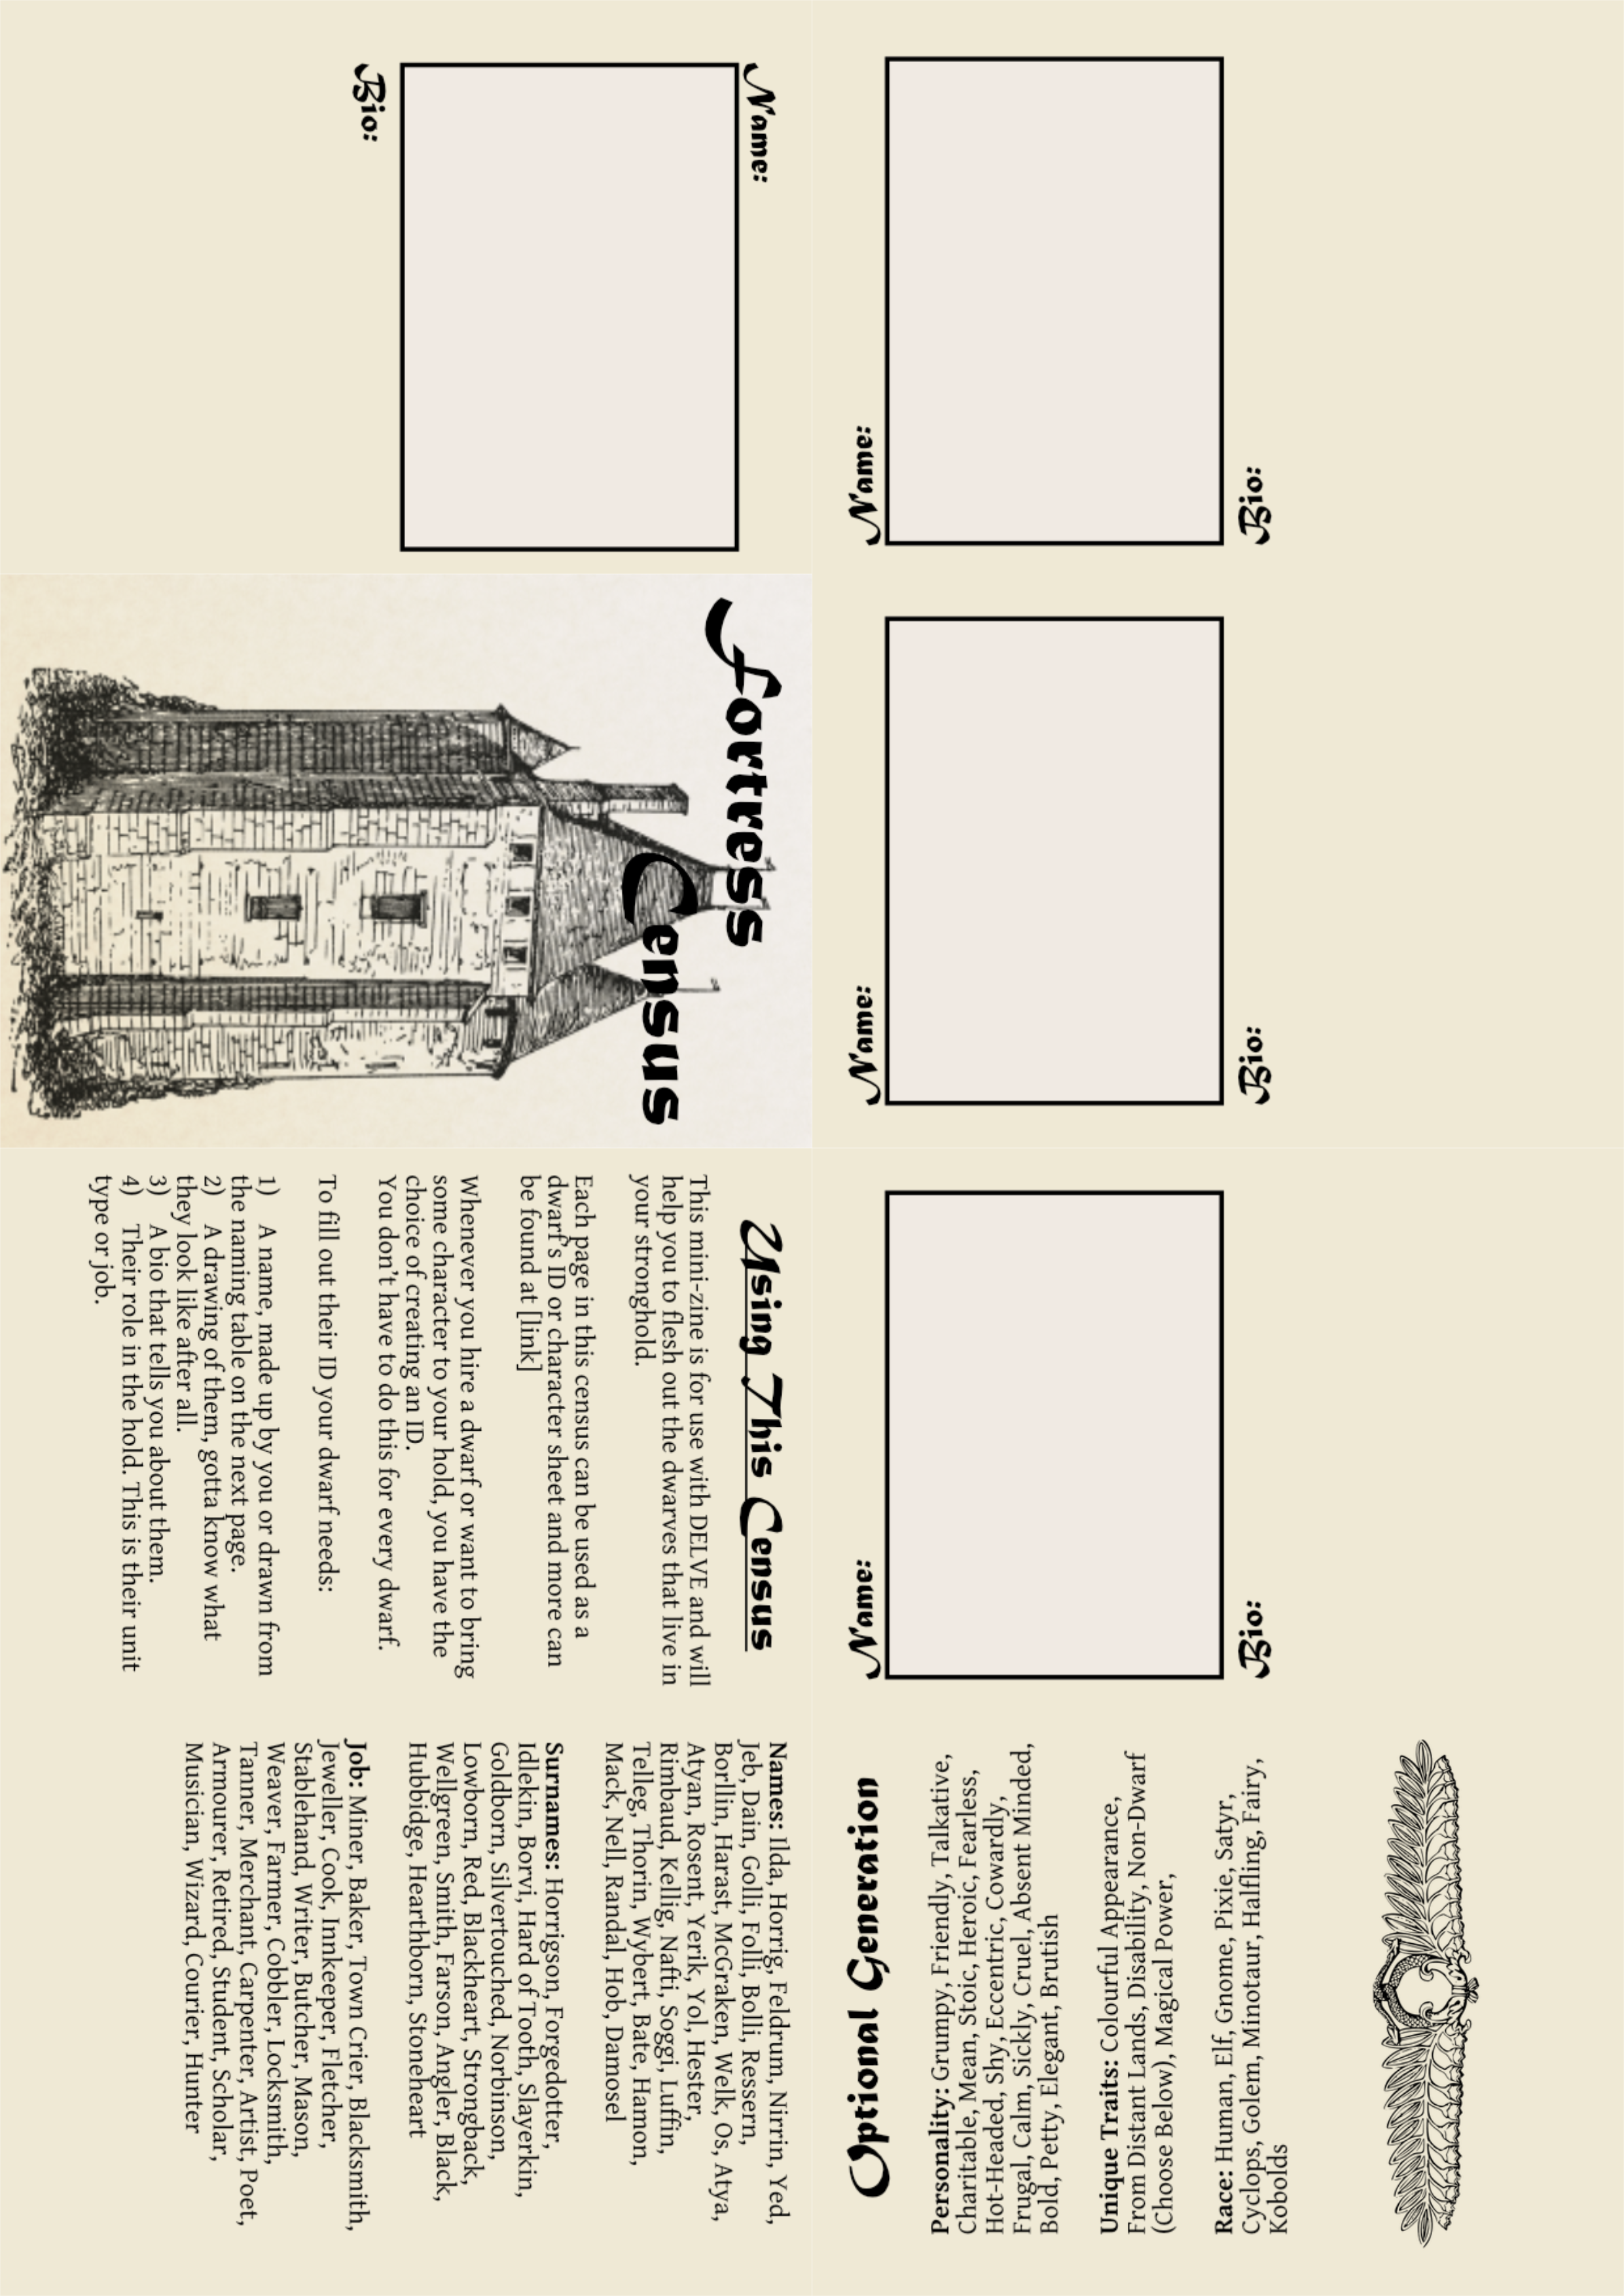 Fortress
Census
Using This Census
This mini-zine is for use with DELVE and will
help you to flesh out the dwarves that live in
your stronghold.
Each page in this census can be used as a
dwarf's ID or character sheet and more can
be found at [link]
Whenever you hire a dwarf or want to bring
some character to your hold, you have the
choice of creating an ID.
You don't have to do this for every dwarf.
To fill out their ID your dwarf needs:
1) A name, made up by you or drawn from
the naming table on the next page.
2) A drawing of them, gotta know what
they look like after all.
3) A bio that tells you about them.
4) Their role in the hold. This is their unit
type or job.
Names: Ilda, Horrig, Feldrum, Nirrin, Yed,
Jeb, Dain, Golli, Folli, Bolli, Ressern,
Borllin, Harast, McGraken, Welk, Os, Atya,
Atyan, Rosent, Yerik, Yol, Hester,
Rimbaud, Kellig, Nafti, Soggi, Luffin,
Telleg, Thorin, Wybert, Bate, Hamon,
Mack, Nell, Randal, Hob, Damosel
Surnames: Horrigson, Forgedotter,
Idlekin, Borvi, Hard of Tooth, Slayerkin,
Goldborn, Silvertouched, Norbinson,
Lowborn, Red, Blackheart, Strongback,
Wellgreen, Smith, Farson, Angler, Black,
Hubbidge, Hearthborn, Stoneheart
Job: Miner, Baker, Town Crier, Blacksmith,
Jeweller, Cook, Innkeeper, Fletcher,
Stablehand, Writer, Butcher, Mason,
Weaver, Farmer, Cobbler, Locksmith,
Tanner, Merchant, Carpenter, Artist, Poet,
Armourer, Retired, Student, Scholar,
Musician, Wizard, Courier, Hunter
Optional Generation
Personality: Grumpy, Friendly, Talkative,
Charitable, Mean, Stoic, Heroic, Fearless,
Hot-Headed, Shy, Eccentric, Cowardly,
Frugal, Calm, Sickly, Cruel, Absent Minded,
Bold, Petty, Elegant, Brutish
Unique Traits: Colourful Appearance,
From Distant Lands, Disability, Non-Dwarf
(Choose Below), Magical Power,
Race: Human, Elf, Gnome, Pixie, Satyr,
Cyclops, Golem, Minotaur, Halfling, Fairy,
Kobolds
Name:
Bio:
Name:
Bio:
Name:
Bio:
Name:
Bio: